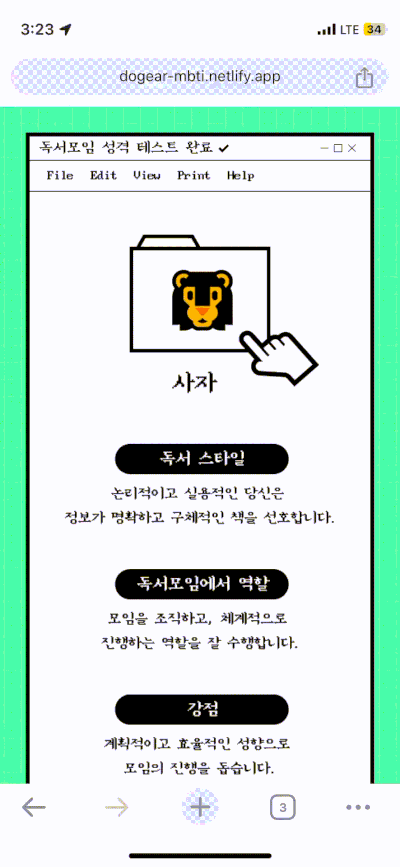 3:23
LTE
34
dogear-mbti.netlify.app
독서모임 성격 테스트 완료
File Edit View Print Help
사자
독서 스타일
논리적이고 실용적인 당신은
정보가 명확하고 구체적인 책을 선호합니다.
독서모임에서 역할
모임을 조직하고, 체계적으로
진행하는 역할을 잘 수행합니다.
강점
계획적이고 효율적인 성향으로
모임의 진행을 돕습니다.
3